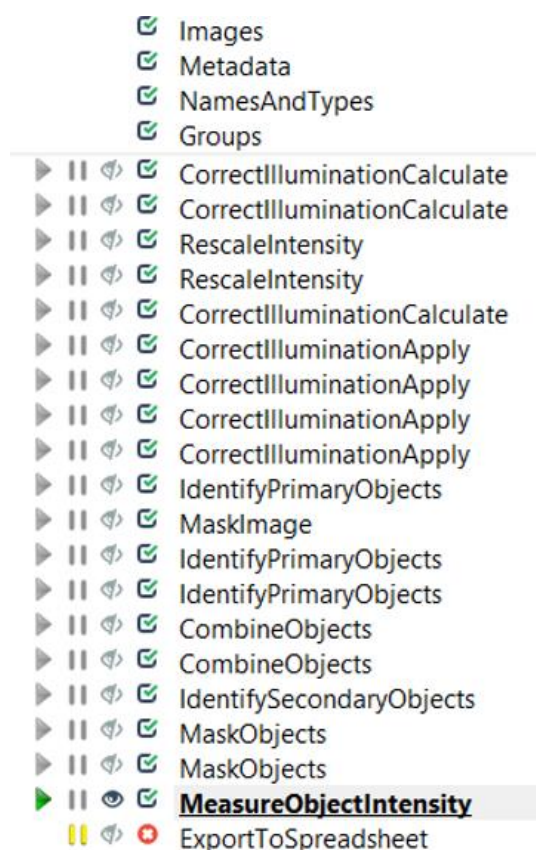 Images
Metadata
NamesAndTypes
Groups
CorrectIlluminationCalculate
CorrectIlluminationCalculate
RescaleIntensity
RescaleIntensity
CorrectIlluminationCalculate
CorrectIlluminationApply
CorrectIlluminationApply
CorrectIlluminationApply
CorrectIlluminationApply
IdentifyPrimaryObjects
MaskImage
IdentifyPrimaryObjects
IdentifyPrimaryObjects
CombineObjects
CombineObjects
IdentifySecondaryObjects
MaskObjects
MaskObjects
MeasureObjectIntensity
ExportToSpreadsheet